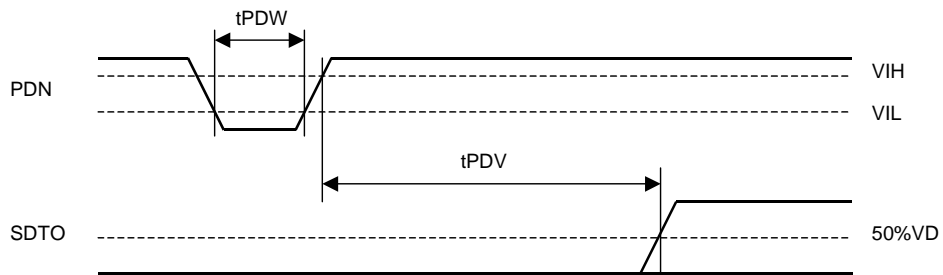 tPDW
PDN
VIH
VIL
tPDV
SDTO
50%VD